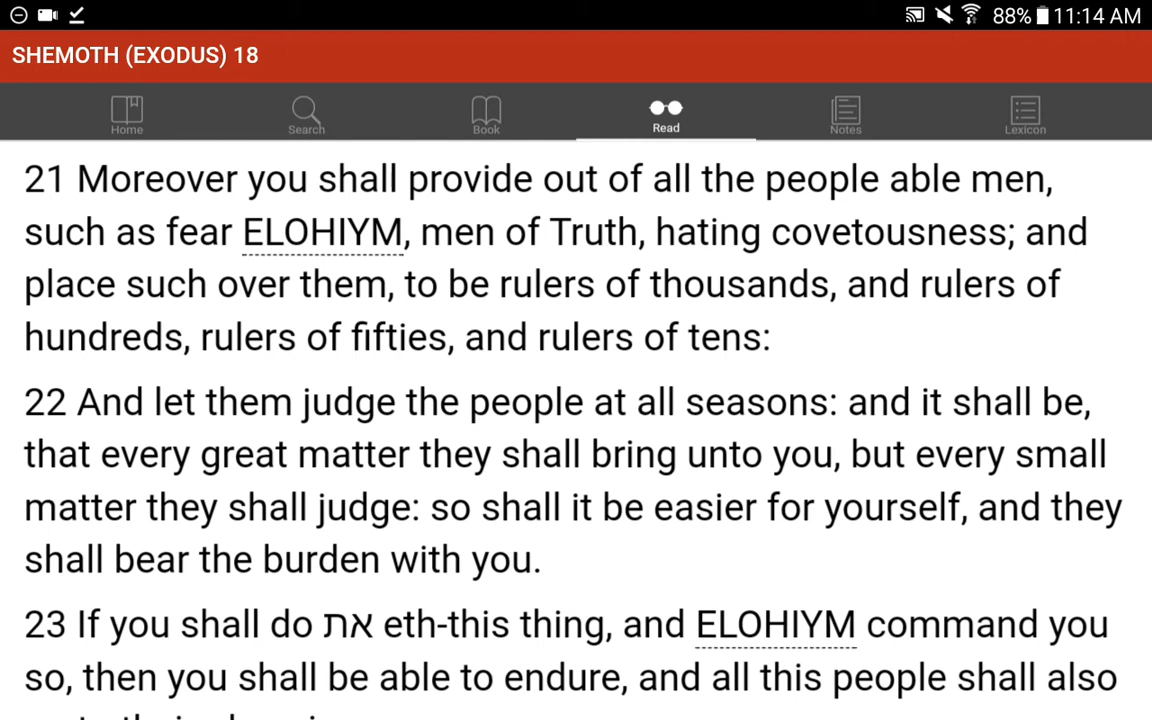 88% 11:14 AM
SHEMOTH (EXODUS) 18
Home Search Book Read Notes Lexicon
21 Moreover you shall provide out of all the people able men,
such as fear ELOHIYM, men of Truth, hating covetousness; and
place such over them, to be rulers of thousands, and rulers of
hundreds, rulers of fifties, and rulers of tens:
22 And let them judge the people at all seasons: and it shall be,
that every great matter they shall bring unto you, but every small
matter they shall judge: so shall it be easier for yourself, and they
shall bear the burden with you.
23 If you shall do את eth-this thing, and ELOHIYM command you
so, then you shall be able to endure, and all this people shall also